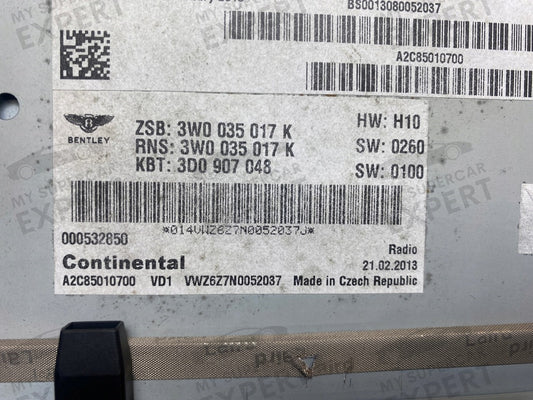 BS0013080052037
A2C85010700
BENTLEY
ZSB: 3W0 035 017 K
HW: H10
RNS: 3W0 035 017 K
SW: 0260
KBT: 3D0 907 048
SW: 0100
*014VWZ6Z7N0052037J*
000532850
Radio
Continental
21.02.2013
A2C85010700 VD1 VWZ6Z7N0052037 Made in Czech Republic
MY SUPERCAR
EXPERT